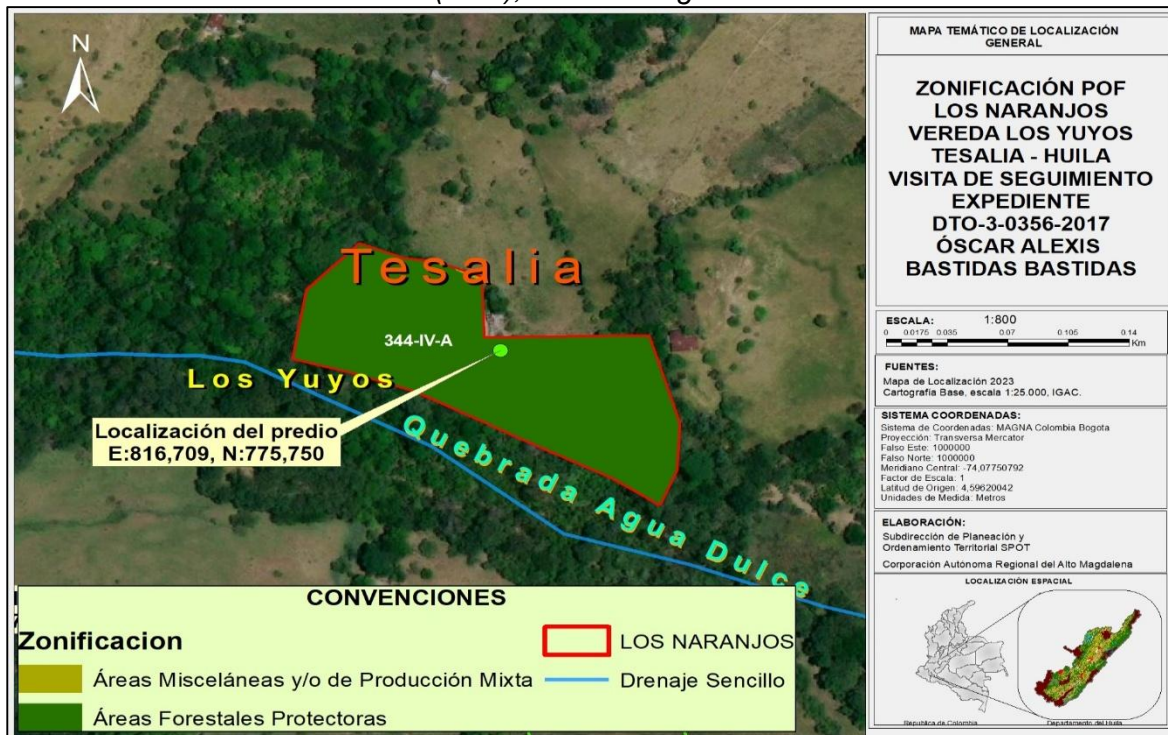 MAPA TEMÁTICO DE LOCALIZACIÓN
GENERAL
ZONIFICACIÓN POF
LOS NARANJOS
VEREDA LOS YUYOS
TESALIA - HUILA
VISITA DE SEGUIMIENTO
EXPEDIENTE
DTO-3-0356-2017
ÓSCAR ALEXIS
BASTIDAS BASTIDAS
ESCALA: 1:800
0 0.0175 0.035 0.07 0.105 0.14
Km
FUENTES:
Mapa de Localización 2023
Cartografía Base, escala 1:25.000, IGAC.
SISTEMA COORDENADAS:
Sistema de Coordenadas: MAGNA Colombia Bogota
Proyección: Transversa Mercator
Falso Este: 1000000
Falso Norte: 1000000
Meridiano Central: -74,07750792
Factor de Escala: 1
Latitud de Origen: 4,59620042
Unidades de Medida: Metros
ELABORACIÓN:
Subdirección de Planeación y
Ordenamiento Territorial SPOT
Corporación Autónoma Regional del Alto Magdalena
LOCALIZACIÓN ESPACIAL
Republica de Colombia
Departamento del Huila
N
Tesalia
344-IV-A
Los Yuyos
Localización del predio
E:816,709, N:775,750
Quebrada Agua Dulce
CONVENCIONES
Zonificacion
Áreas Misceláneas y/o de Producción Mixta
Áreas Forestales Protectoras
LOS NARANJOS
Drenaje Sencillo